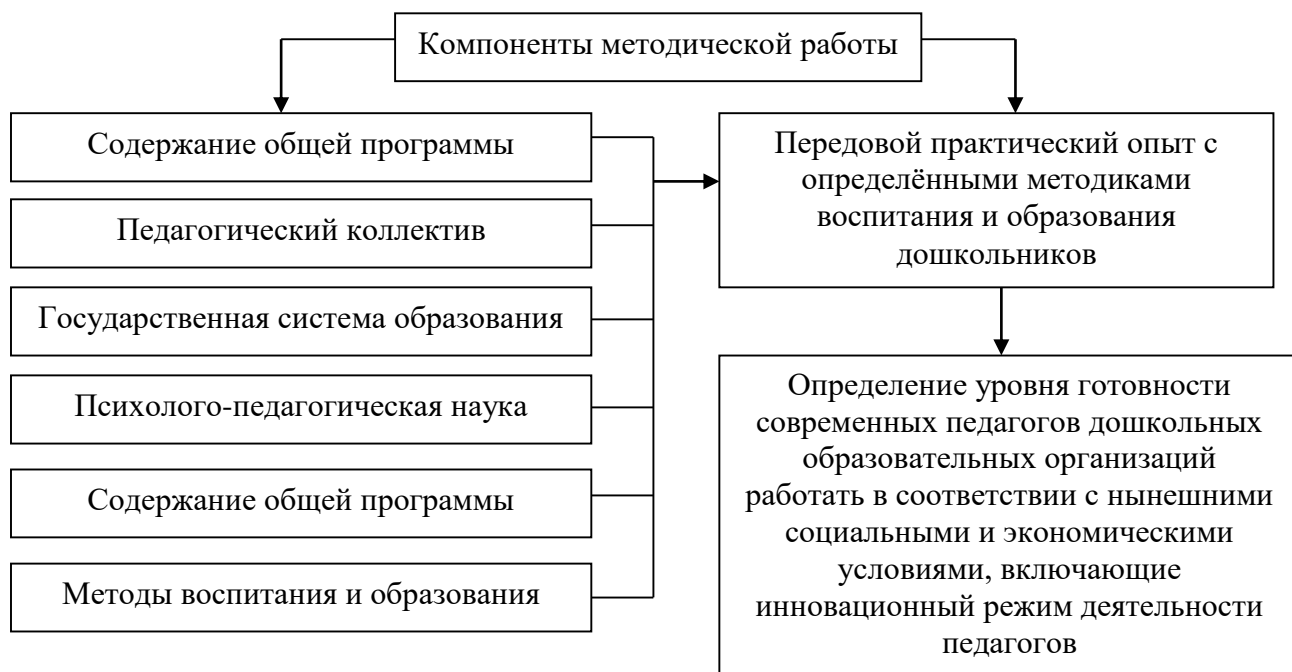 Компоненты методической работы
Содержание общей программы
Педагогический коллектив
Государственная система образования
Психолого-педагогическая наука
Содержание общей программы
Методы воспитания и образования
Передовой практический опыт с
определёнными методиками
воспитания и образования
дошкольников
Определение уровня готовности
современных педагогов дошкольных
образовательных организаций
работать в соответствии с нынешними
социальными и экономическими
условиями, включающие
инновационный режим деятельности
педагогов